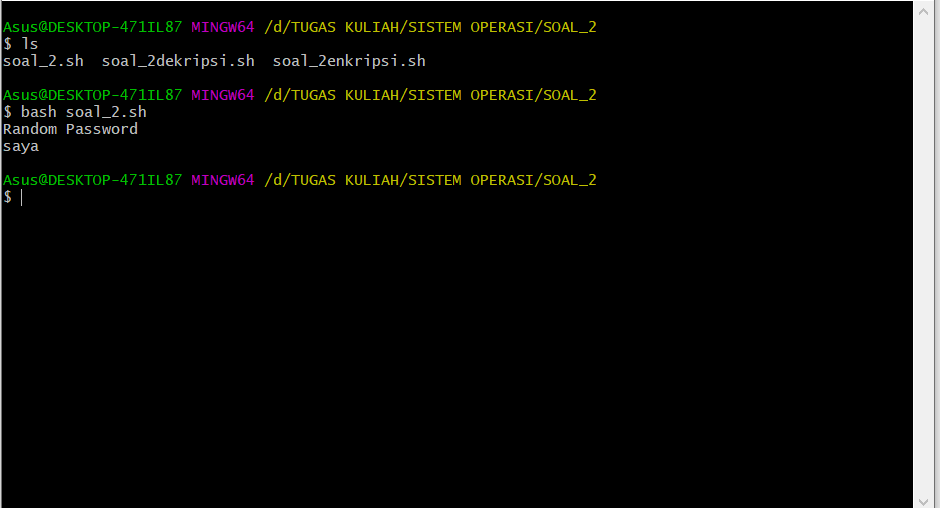 Asus@DESKTOP-471IL87 MINGW64 /d/TUGAS KULIAH/SISTEM OPERASI/SOAL_2
$ ls
soal_2.sh  soal_2dekripsi.sh  soal_2enkripsi.sh
Asus@DESKTOP-471IL87 MINGW64 /d/TUGAS KULIAH/SISTEM OPERASI/SOAL_2
$ bash soal_2.sh
Random Password
saya
Asus@DESKTOP-471IL87 MINGW64 /d/TUGAS KULIAH/SISTEM OPERASI/SOAL_2
$